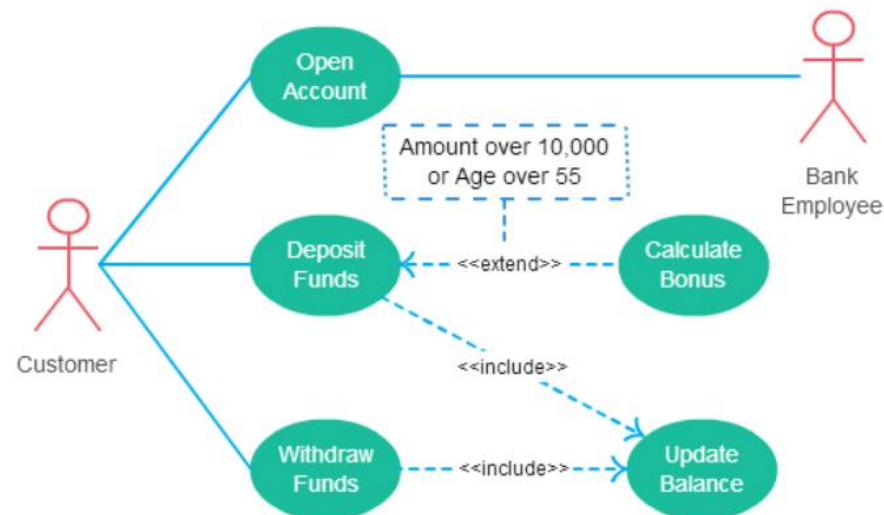 Open
Account
Amount over 10,000
or Age over 55
Bank
Employee
Deposit
Funds
<<extend>>
Calculate
Bonus
Customer
<<include>>
Withdraw
Funds
<<include>>
Update
Balance